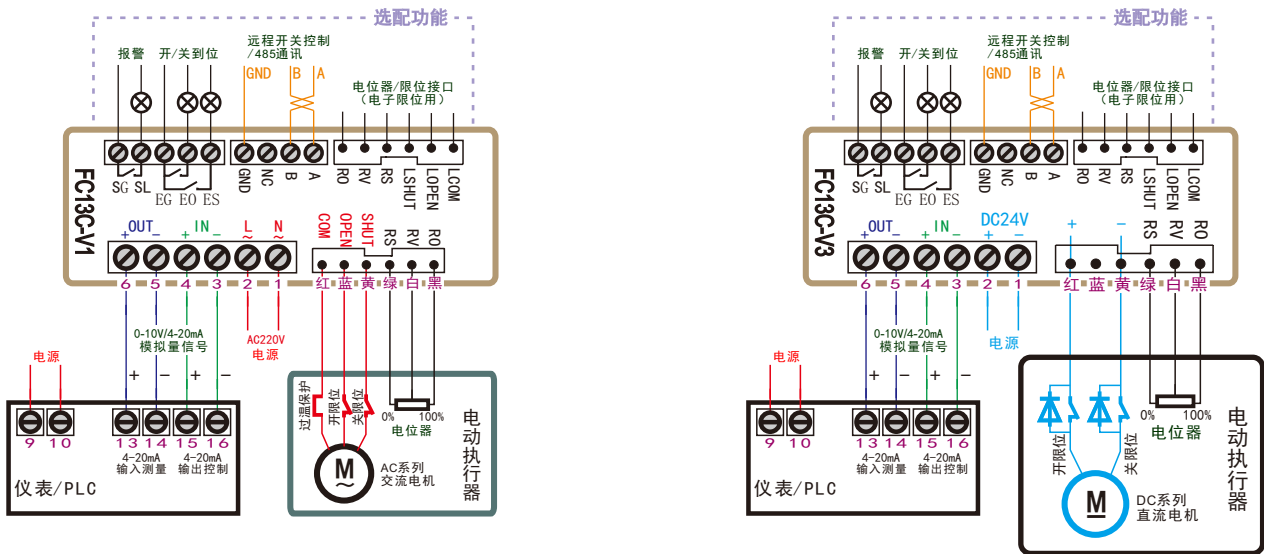 选配功能
报警 开/关到位 远程开关控制
/485通讯
GND B A
电位器/限位接口
(电子限位用)
SG SL EG EO ES
GND NC B A
RO RV RS LSHUT LOPEN LCOM
FC13C-V1
+OUT- +IN- L~ N~
COM OPEN SHUT RS RV RO
6 5 4 3 2 1
红 蓝 黄 绿 白 黑
0-10V/4-20mA
模拟量信号
AC220V
电源
电源
+ - + -
9 10 13 14 15 16
4-20mA 4-20mA
输入测量 输出控制
仪表/PLC
过温保护
开限位
关限位
0% 100%
电位器
M~
AC系列
交流电机
电动执行器
选配功能
报警 开/关到位 远程开关控制
/485通讯
GND B A
电位器/限位接口
(电子限位用)
SG SL EG EO ES
GND NC B A
RO RV RS LSHUT LOPEN LCOM
FC13C-V3
+OUT- +IN- DC24V
+ -
+ - RS RV RO
6 5 4 3 2 1
红 蓝 黄 绿 白 黑
0-10V/4-20mA
模拟量信号
电源
电源
+ - + -
9 10 13 14 15 16
4-20mA 4-20mA
输入测量 输出控制
仪表/PLC
开限位
关限位
0% 100%
电位器
M
DC系列
直流电机
电动执行器